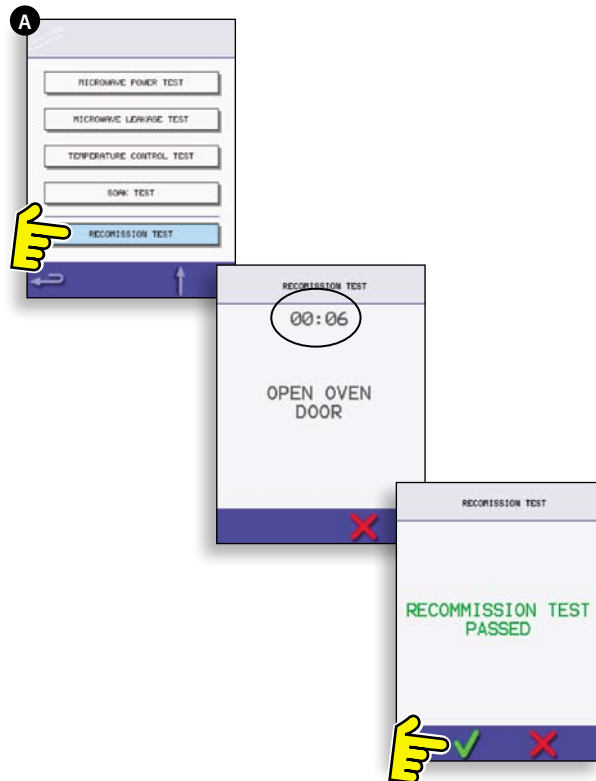 A
MICROWAVE POWER TEST
MICROWAVE LEAKAGE TEST
TEMPERATURE CONTROL TEST
SOAK TEST
RECOMISSION TEST
RECOMISSION TEST
00:06
OPEN OVEN
DOOR
RECOMISSION TEST
RECOMMISSION TEST
PASSED